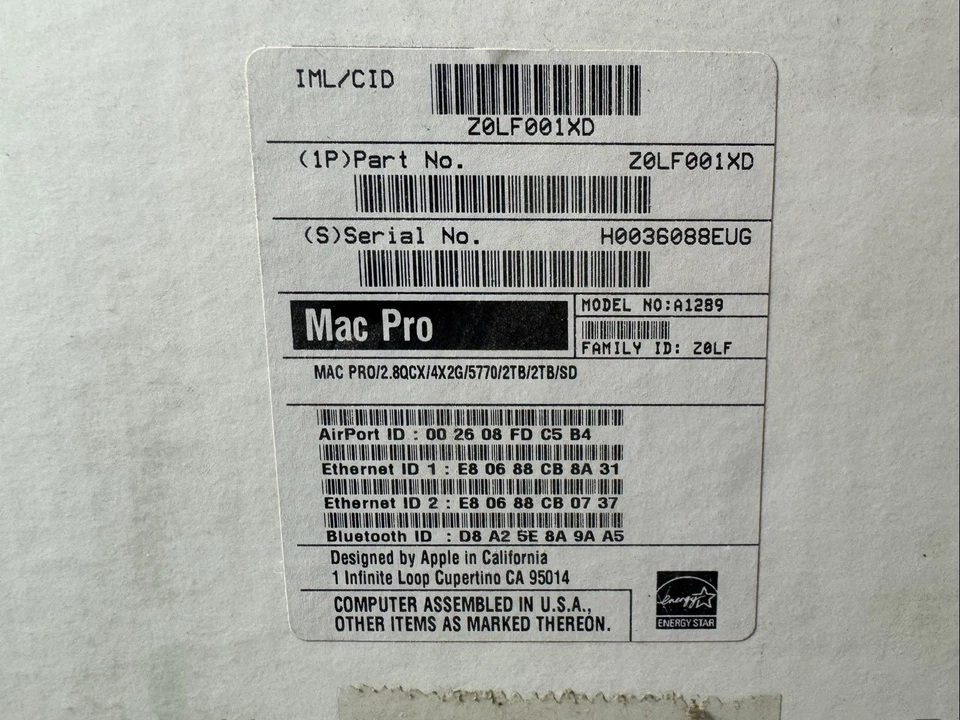 IML/CID
Z0LF001XD
(1P)Part No. Z0LF001XD
(S)Serial No. H0036088EUG
Mac Pro
MODEL NO:A1289
FAMILY ID: Z0LF
MAC PRO/2.8QCX/4X2G/5770/2TB/2TB/SD
AirPort ID : 00 26 08 FD C5 B4
Ethernet ID 1 : E8 06 88 CB 8A 31
Ethernet ID 2 : E8 06 88 CB 07 37
Bluetooth ID : D8 A2 5E 8A 9A A5
Designed by Apple in California
1 Infinite Loop Cupertino CA 95014
COMPUTER ASSEMBLED IN U.S.A.,
OTHER ITEMS AS MARKED THEREON.
energy
ENERGY STAR